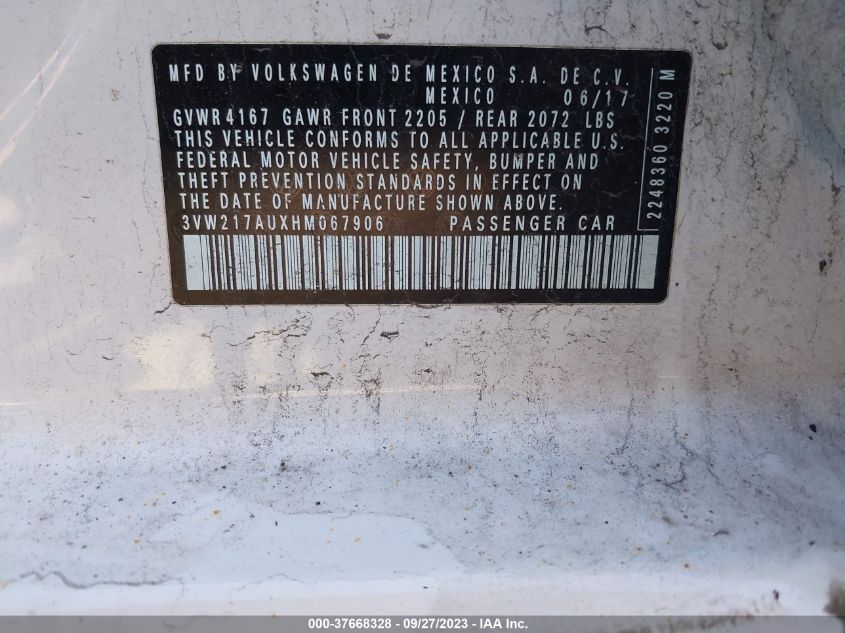 MFD BY VOLKSWAGEN DE MEXICO S.A. DE C.V.
MEXICO 06/17
GVWR 4167 GAWR FRONT 2205 / REAR 2072 LBS
THIS VEHICLE CONFORMS TO ALL APPLICABLE U.S.
FEDERAL MOTOR VEHICLE SAFETY, BUMPER AND
THEFT PREVENTION STANDARDS IN EFFECT ON
THE DATE OF MANUFACTURE SHOWN ABOVE.
3VW217AUXHM067906 PASSENGER CAR
2248360 3220 M
000-37668328 - 09/27/2023 - IAA Inc.